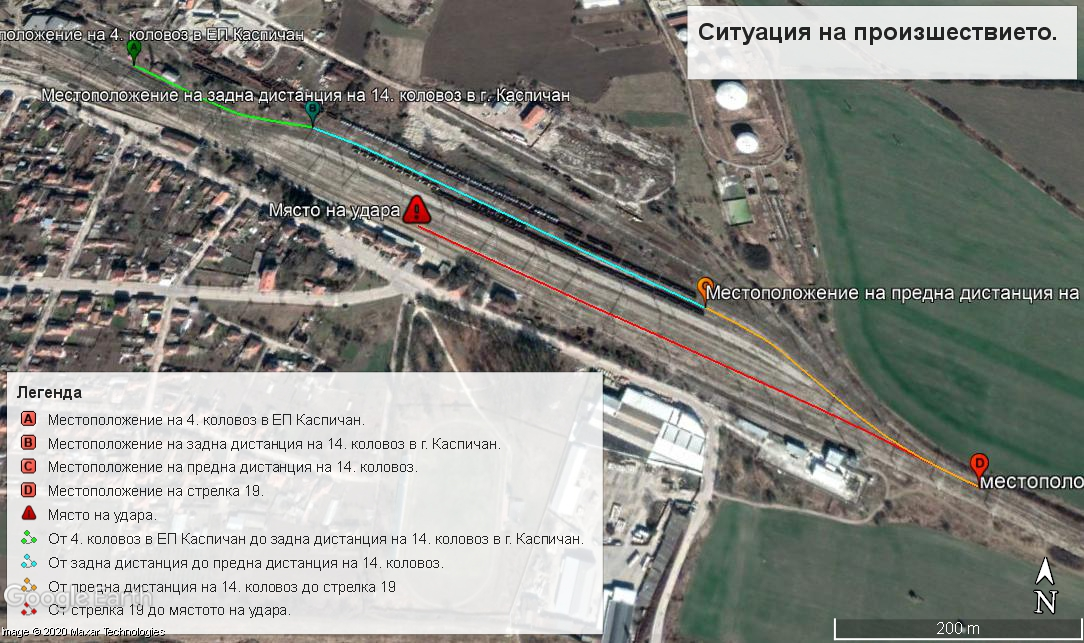 Ситуация на произшествието.
положение на 4. коловоз в ЕП Каспичан
A
Местоположение на задна дистанция на 14. коловоз в г. Каспичан
B
Място на удара
Местоположение на предна дистанция на
D
местополо
Легенда
A Местоположение на 4. коловоз в ЕП Каспичан.
B Местоположение на задна дистанция на 14. коловоз в г. Каспичан.
C Местоположение на предна дистанция на 14. коловоз.
D Местоположение на стрелка 19.
Място на удара.
От 4. коловоз в ЕП Каспичан до задна дистанция на 14. коловоз в г. Каспичан.
От задна дистанция до предна дистанция на 14. коловоз.
От предна дистанция на 14. коловоз до стрелка 19
От стрелка 19 до мястото на удара.
Google Earth
Image © 2020 Maxar Technologies
N
200 m